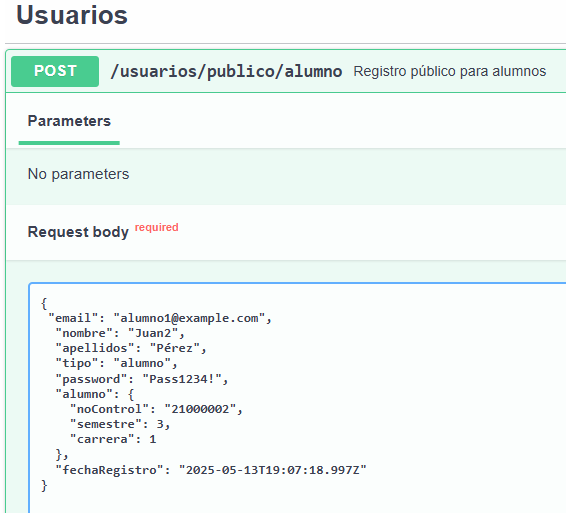 Usuarios
POST /usuarios/publico/alumno Registro público para alumnos
Parameters
No parameters
Request body required
{
"email": "alumno1@example.com",
"nombre": "Juan2",
"apellidos": "Pérez",
"tipo": "alumno",
"password": "Pass1234!",
"alumno": {
"noControl": "21000002",
"semestre": 3,
"carrera": 1
},
"fechaRegistro": "2025-05-13T19:07:18.997Z"
}